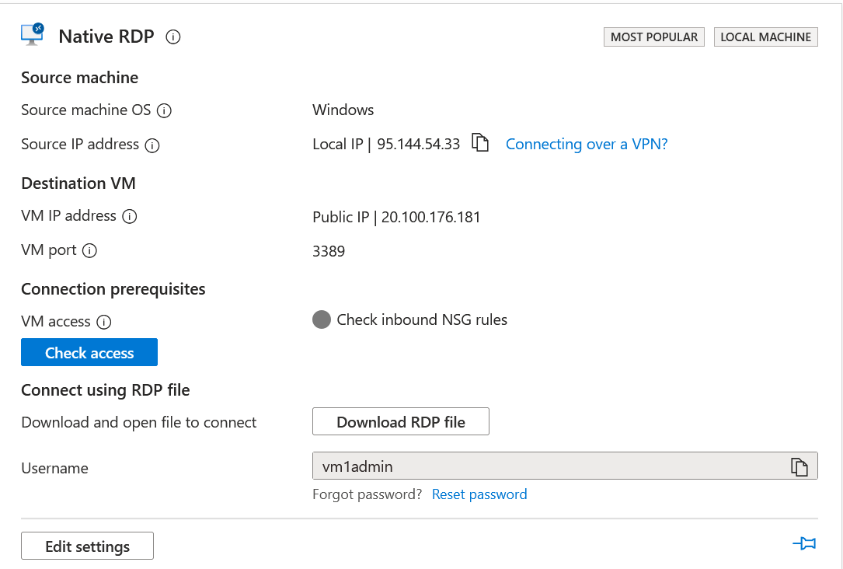 Native RDP
MOST POPULAR
LOCAL MACHINE
Source machine
Source machine OS
Windows
Source IP address
Local IP | 95.144.54.33
Connecting over a VPN?
Destination VM
VM IP address
Public IP | 20.100.176.181
VM port
3389
Connection prerequisites
VM access
Check inbound NSG rules
Check access
Connect using RDP file
Download and open file to connect
Download RDP file
Username
vm1admin
Forgot password? Reset password
Edit settings